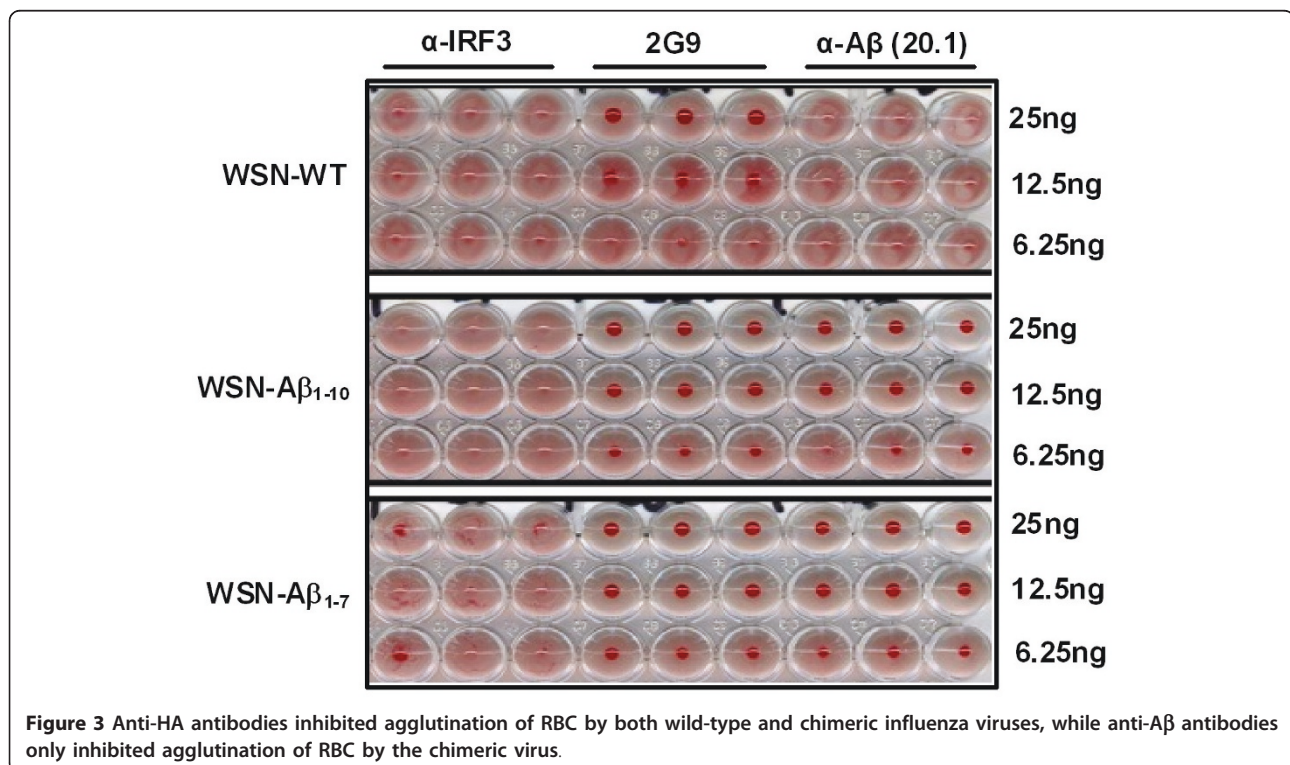 α-IRF3 2G9 α-Aβ (20.1)
WSN-WT
25ng
12.5ng
6.25ng
WSN-Aβ1-10
25ng
12.5ng
6.25ng
WSN-Aβ1-7
25ng
12.5ng
6.25ng
Figure 3 Anti-HA antibodies inhibited agglutination of RBC by both wild-type and chimeric influenza viruses, while anti-Aβ antibodies
only inhibited agglutination of RBC by the chimeric virus.